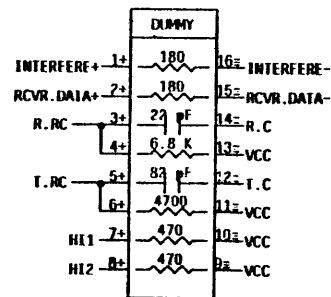 DUMMY
INTERFERE+ 1+ 180 16= INTERFERE-
RCVR.DATA+ 2+ 180 15= RCVR.DATA-
R.RC 3+ 22 pF 14= R.C
4+ 6.8 K 13= VCC
T.RC 5+ 82 pF 12= T.C
6+ 4700 11= VCC
HI1 7+ 470 10= VCC
HI2 8+ 470 9= VCC